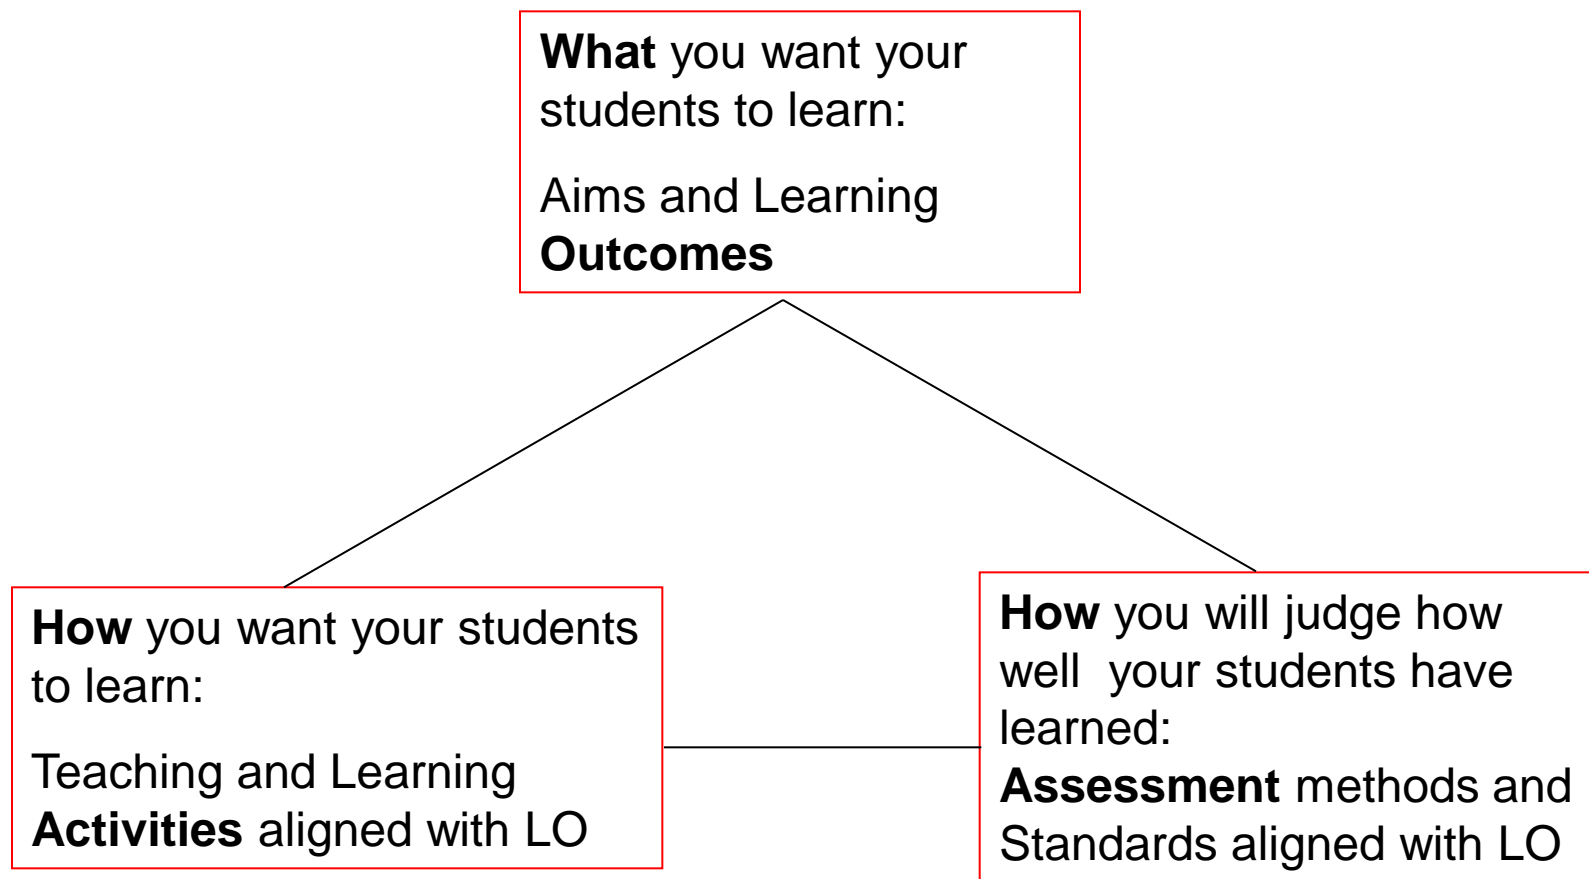 What you want your
students to learn:
Aims and Learning
Outcomes
How you want your students
to learn:
Teaching and Learning
Activities aligned with LO
How you will judge how
well  your students have
learned:
Assessment methods and
Standards aligned with LO